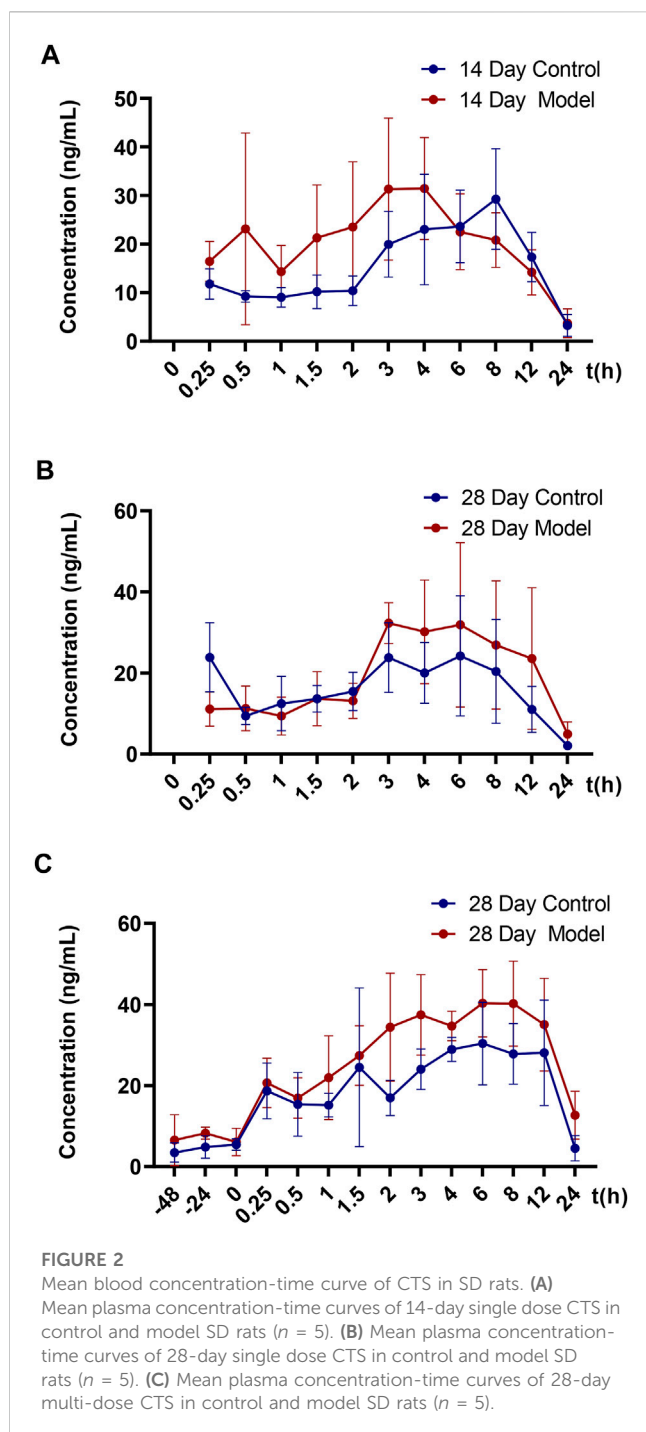 A
14 Day Control
14 Day Model
Concentration (ng/mL)
50
40
30
20
10
0
0 0.25 0.5 1 1.5 2 3 4 6 8 12 24 t(h)
B
28 Day Control
28 Day Model
Concentration (ng/mL)
60
40
20
0
0 0.25 0.5 1 1.5 2 3 4 6 8 12 24 t(h)
C
28 Day Control
28 Day Model
Concentration (ng/mL)
60
40
20
0
-48 -24 0 0.25 0.5 1 1.5 2 3 4 6 8 12 24 t(h)
FIGURE 2
Mean blood concentration-time curve of CTS in SD rats. (A)
Mean plasma concentration-time curves of 14-day single dose CTS in
control and model SD rats (n = 5). (B) Mean plasma concentration-
time curves of 28-day single dose CTS in control and model SD
rats (n = 5). (C) Mean plasma concentration-time curves of 28-day
multi-dose CTS in control and model SD rats (n = 5).